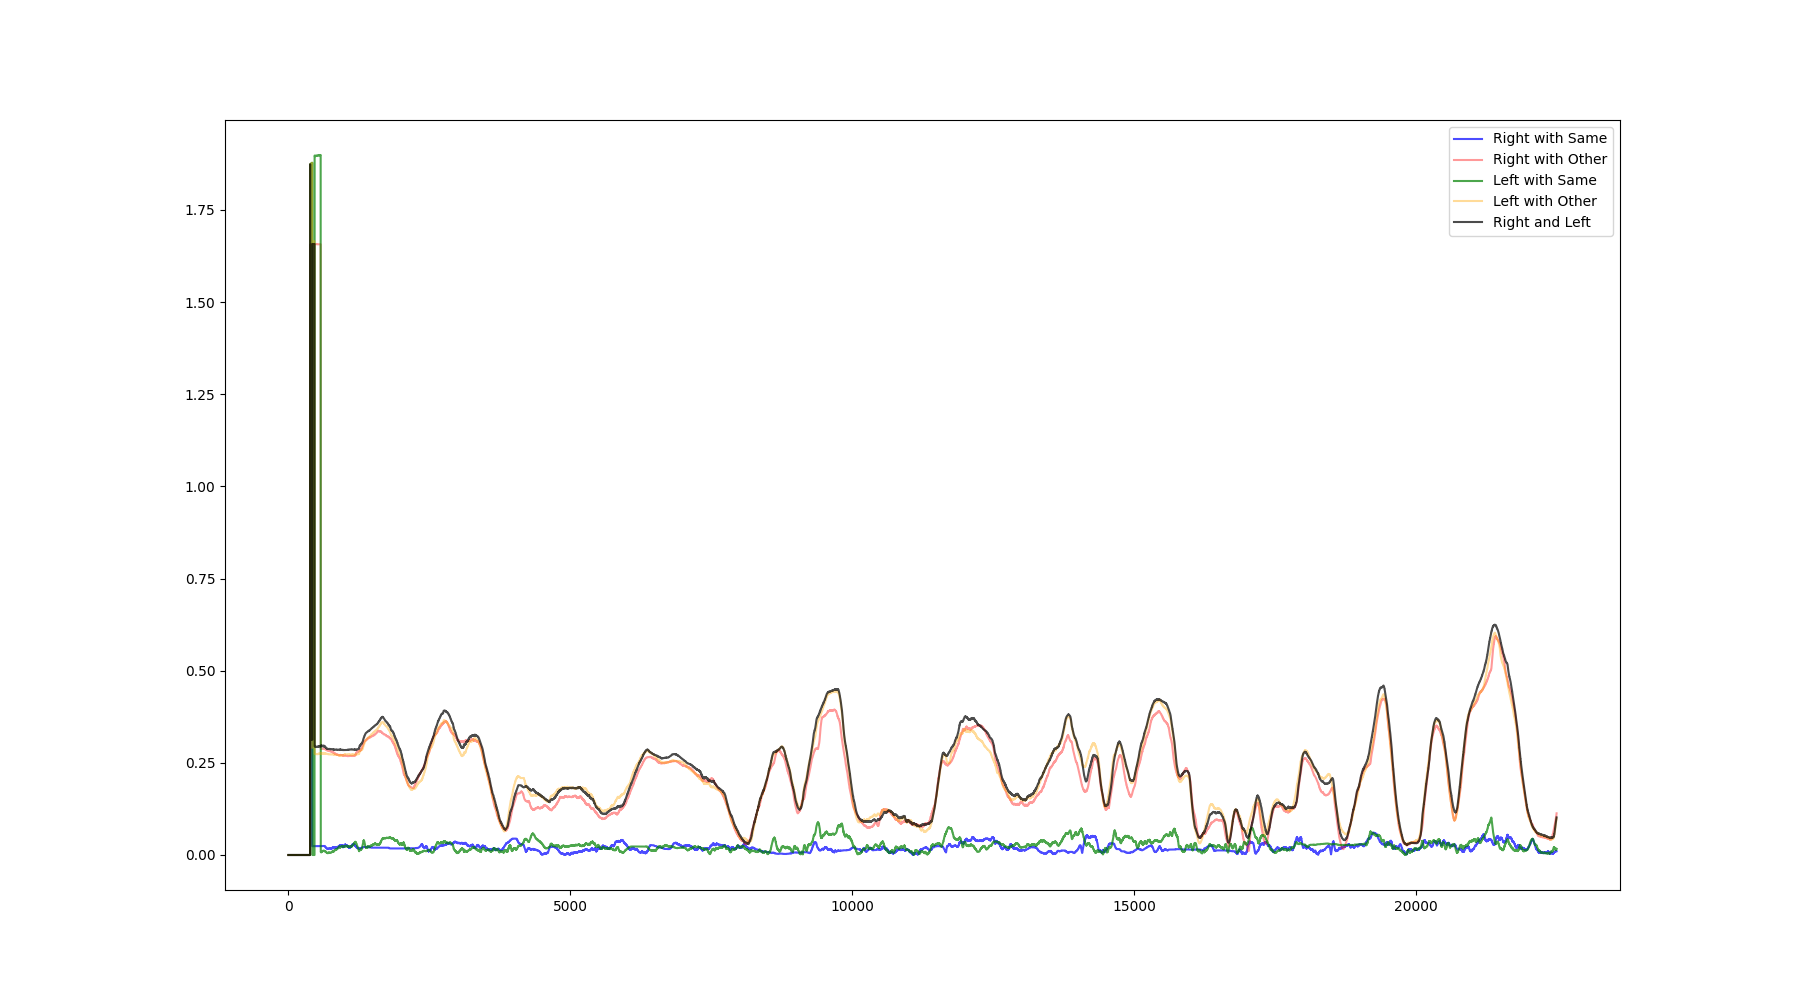 Right with Same
Right with Other
Left with Same
Left with Other
Right and Left
1.75
1.50
1.25
1.00
0.75
0.50
0.25
0.00
0
5000
10000
15000
20000